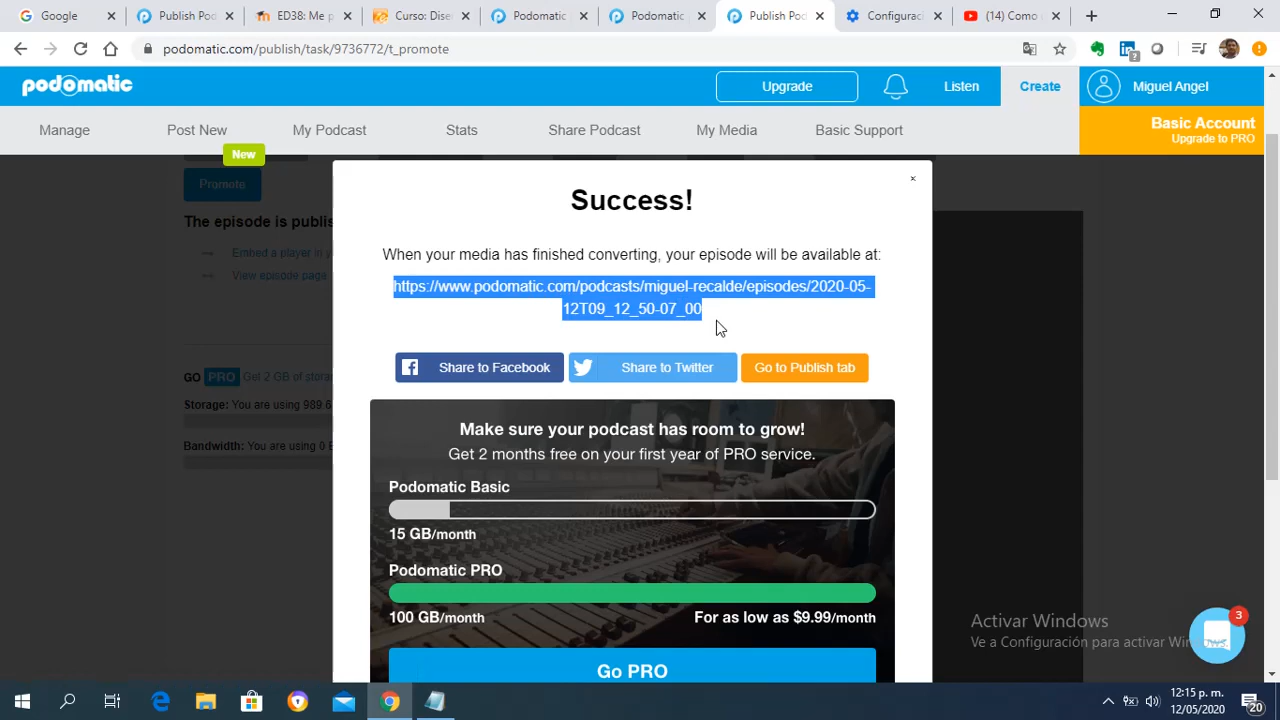 Google
Publish Pod
ED38: Me p
Curso: Dise
Podomatic
Podomatic
Publish Pod
Configuraci
(14) Como
podomatic.com/publish/task/9736772/t_promote
podomatic
Upgrade
Listen
Create
Miguel Angel
Manage
Post New
My Podcast
Stats
Share Podcast
My Media
Basic Support
Basic Account
Upgrade to PRO
New
Promote
The episode is publis
Embed a player in y
View episode page
GO PRO Get 2 GB of stora
Storage: You are using 989.6
Bandwidth: You are using 0
Success!
When your media has finished converting, your episode will be available at:
https://www.podomatic.com/podcasts/miguel-recalde/episodes/2020-05-
12T09_12_50-07_00
Share to Facebook
Share to Twitter
Go to Publish tab
Make sure your podcast has room to grow!
Get 2 months free on your first year of PRO service.
Podomatic Basic
15 GB/month
Podomatic PRO
100 GB/month
For as low as $9.99/month
Go PRO
Activar Windows
Ve a Configuración para activar Windows.
3
12:15 p. m.
12/05/2020
20